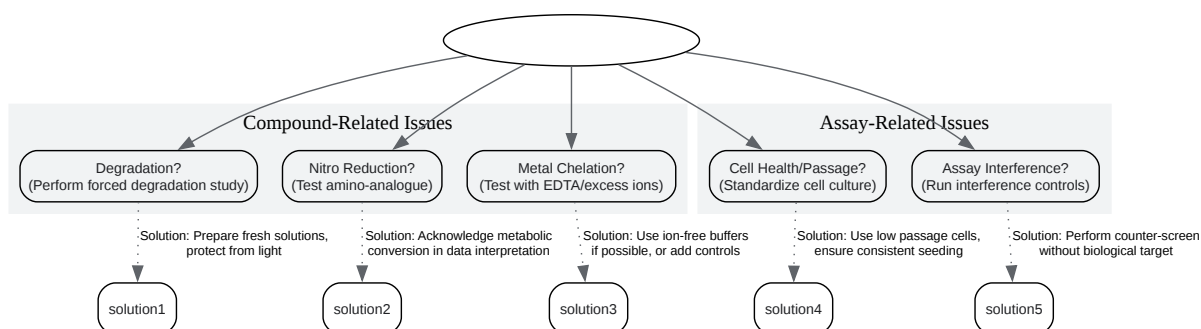 Compound-Related Issues
Assay-Related Issues
Degradation?
(Perform forced degradation study)
Nitro Reduction?
(Test amino-analogue)
Metal Chelation?
(Test with EDTA/excess ions)
Cell Health/Passage?
(Standardize cell culture)
Assay Interference?
(Run interference controls)
Solution: Prepare fresh solutions,
protect from light
Solution: Acknowledge metabolic
conversion in data interpretation
Solution: Use ion-free buffers
if possible, or add controls
Solution: Use low passage cells,
ensure consistent seeding
Solution: Perform counter-screen
without biological target
solution1
solution2
solution3
solution4
solution5